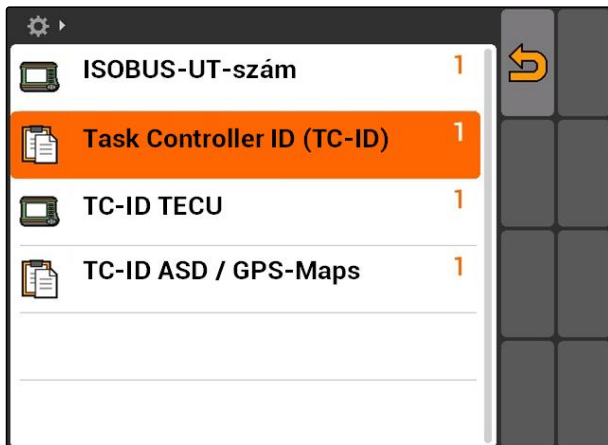 ISOBUS-UT-szám 1
Task Controller ID (TC-ID) 1
TC-ID TECU 1
TC-ID ASD / GPS-Maps 1